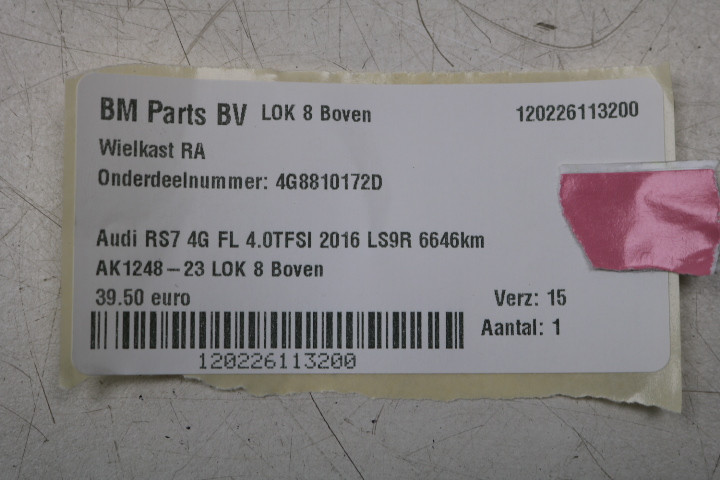 BM Parts BV LOK 8 Boven 120226113200
Wielkast RA
Onderdeelnummer: 4G8810172D
Audi RS7 4G FL 4.0TFSI 2016 LS9R 6646km
AK1248-23 LOK 8 Boven
39.50 euro Verz: 15
Aantal: 1
120226113200